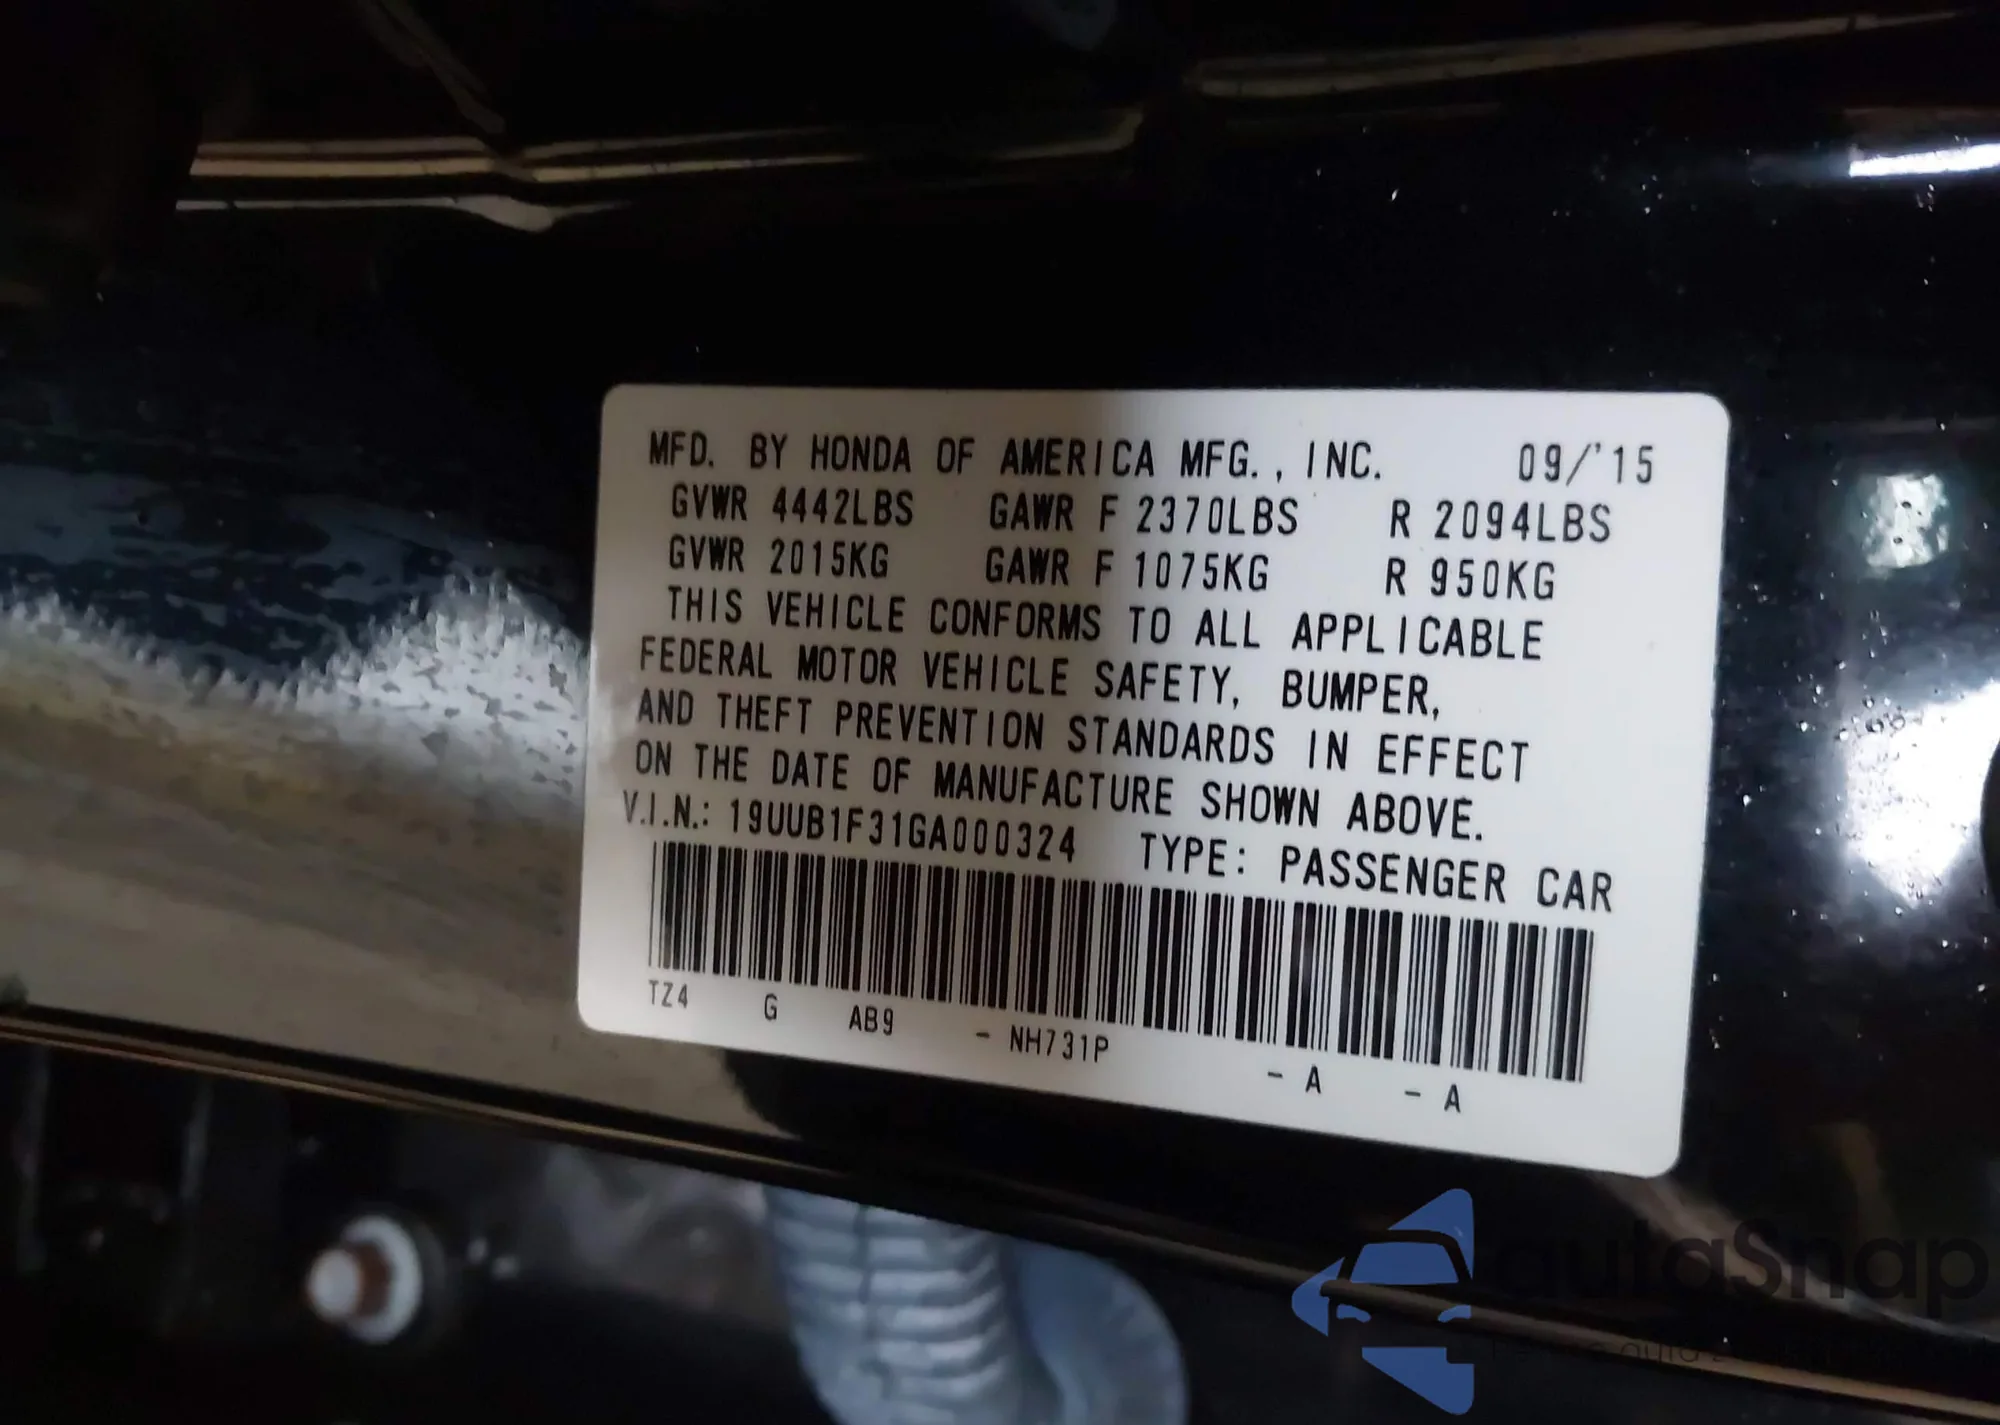 MFD. BY HONDA OF AMERICA MFG., INC. 09/'15
GVWR 4442LBS GAWR F 2370LBS R 2094LBS
GVWR 2015KG GAWR F 1075KG R 950KG
THIS VEHICLE CONFORMS TO ALL APPLICABLE
FEDERAL MOTOR VEHICLE SAFETY, BUMPER,
AND THEFT PREVENTION STANDARDS IN EFFECT
ON THE DATE OF MANUFACTURE SHOWN ABOVE.
V.I.N.: 19UUB1F31GA000324 TYPE: PASSENGER CAR
TZ4 G AB9 - NH731P - A - A
autaSnap